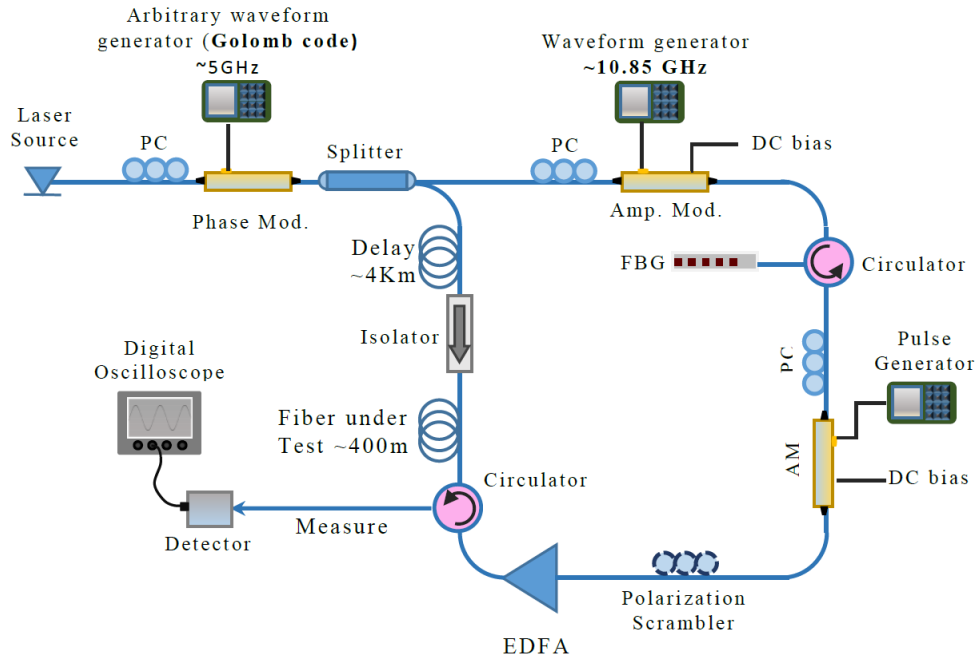 Arbitrary waveform
generator (Golomb code)
~5GHz
Waveform generator
~10.85 GHz
Laser
Source
PC
Splitter
PC
DC bias
Phase Mod.
Amp. Mod.
Delay
~4Km
FBG
Circulator
Isolator
PC
Pulse
Generator
Digital
Oscilloscope
Fiber under
Test ~400m
AM
Circulator
DC bias
Measure
Detector
Polarization
Scrambler
EDFA